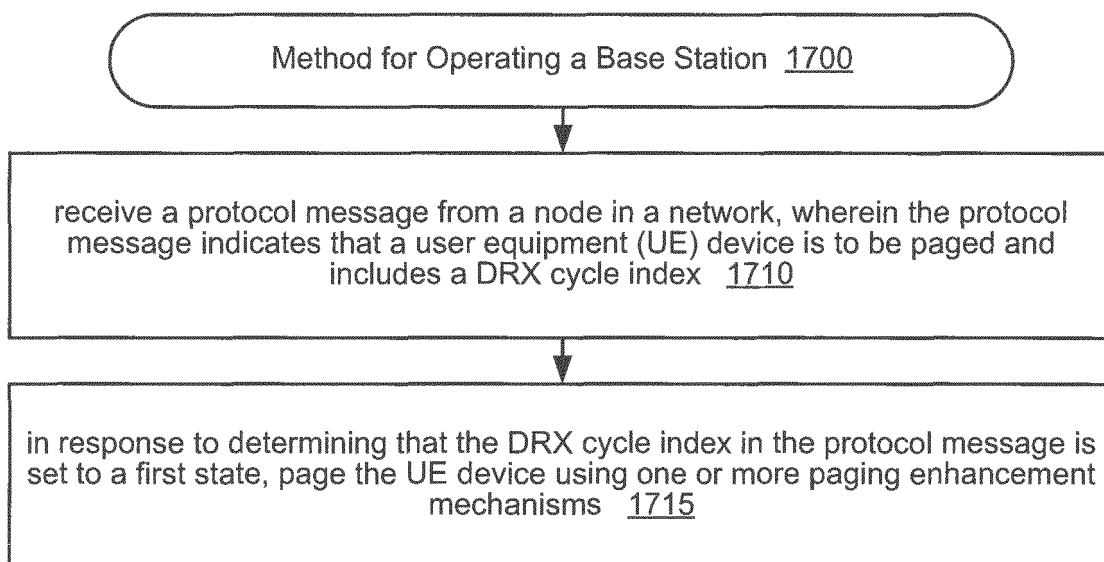 Method for Operating a Base Station 1700
receive a protocol message from a node in a network, wherein the protocol
message indicates that a user equipment (UE) device is to be paged and
includes a DRX cycle index 1710
in response to determining that the DRX cycle index in the protocol message is
set to a first state, page the UE device using one or more paging enhancement
mechanisms 1715